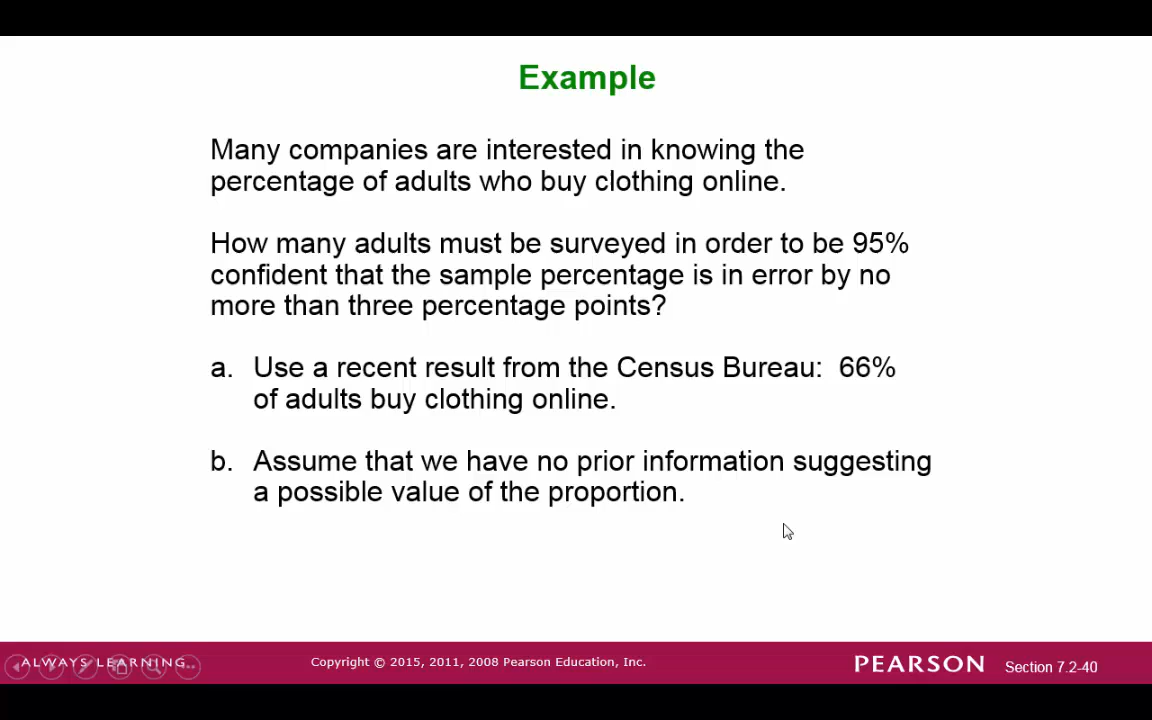 Example
Many companies are interested in knowing the
percentage of adults who buy clothing online.
How many adults must be surveyed in order to be 95%
confident that the sample percentage is in error by no
more than three percentage points?
a. Use a recent result from the Census Bureau: 66%
of adults buy clothing online.
b. Assume that we have no prior information suggesting
a possible value of the proportion.
ALWAYS LEARNING
Copyright © 2015, 2011, 2008 Pearson Education, Inc.
PEARSON
Section 7.2-40